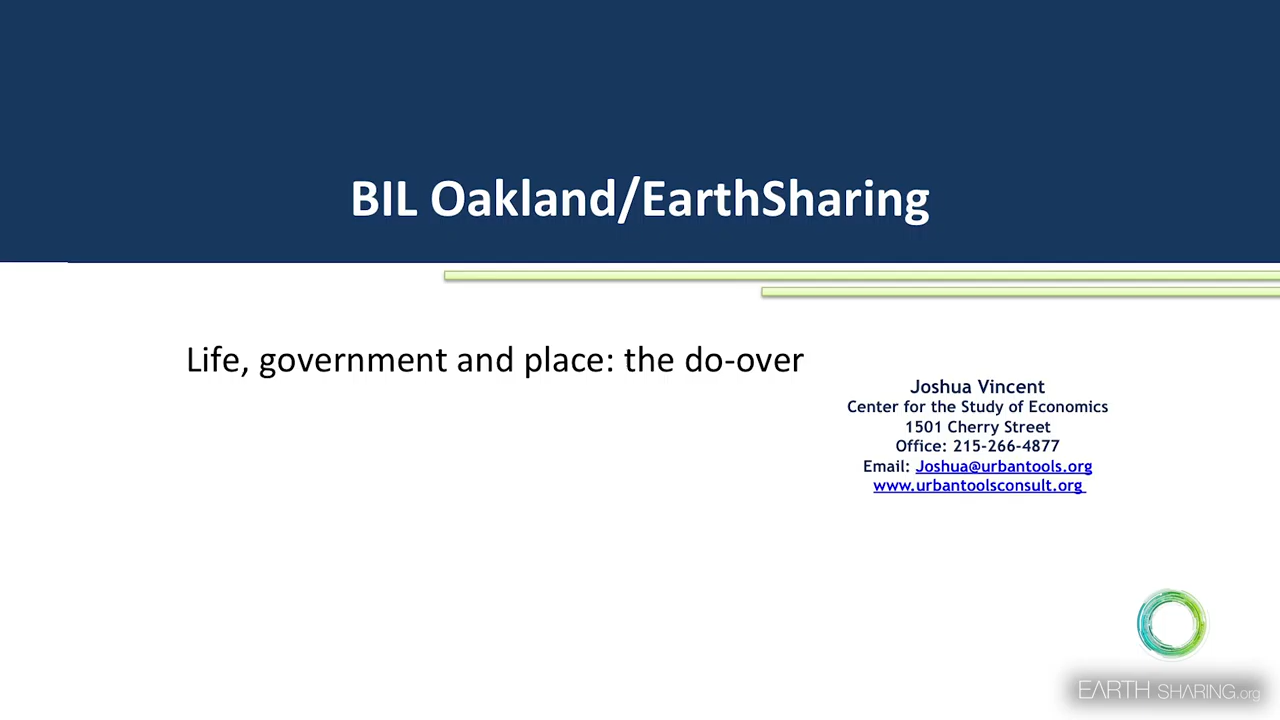 BIL Oakland/EarthSharing
Life, government and place: the do-over
Joshua Vincent
Center for the Study of Economics
1501 Cherry Street
Office: 215-266-4877
Email: Joshua@urbantools.org
www.urbantoolsconsult.org
EARTH SHARING.org